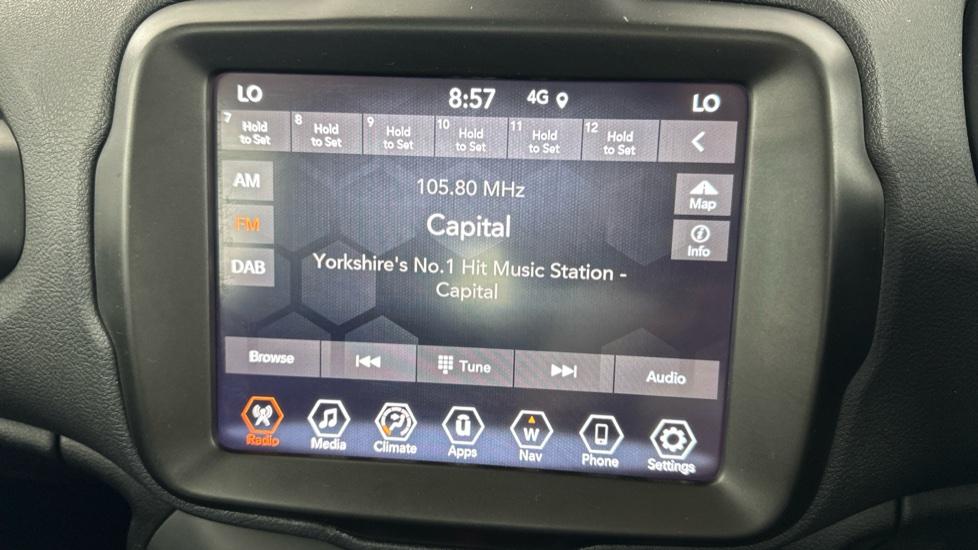 LO 8:57 4G LO
7 Hold to Set
8 Hold to Set
9 Hold to Set
10 Hold to Set
11 Hold to Set
12 Hold to Set
AM
105.80 MHz
Map
FM
Capital
Info
DAB
Yorkshire's No.1 Hit Music Station -
Capital
Browse Tune Audio
Radio Media Climate Apps Nav Phone Settings
ū W